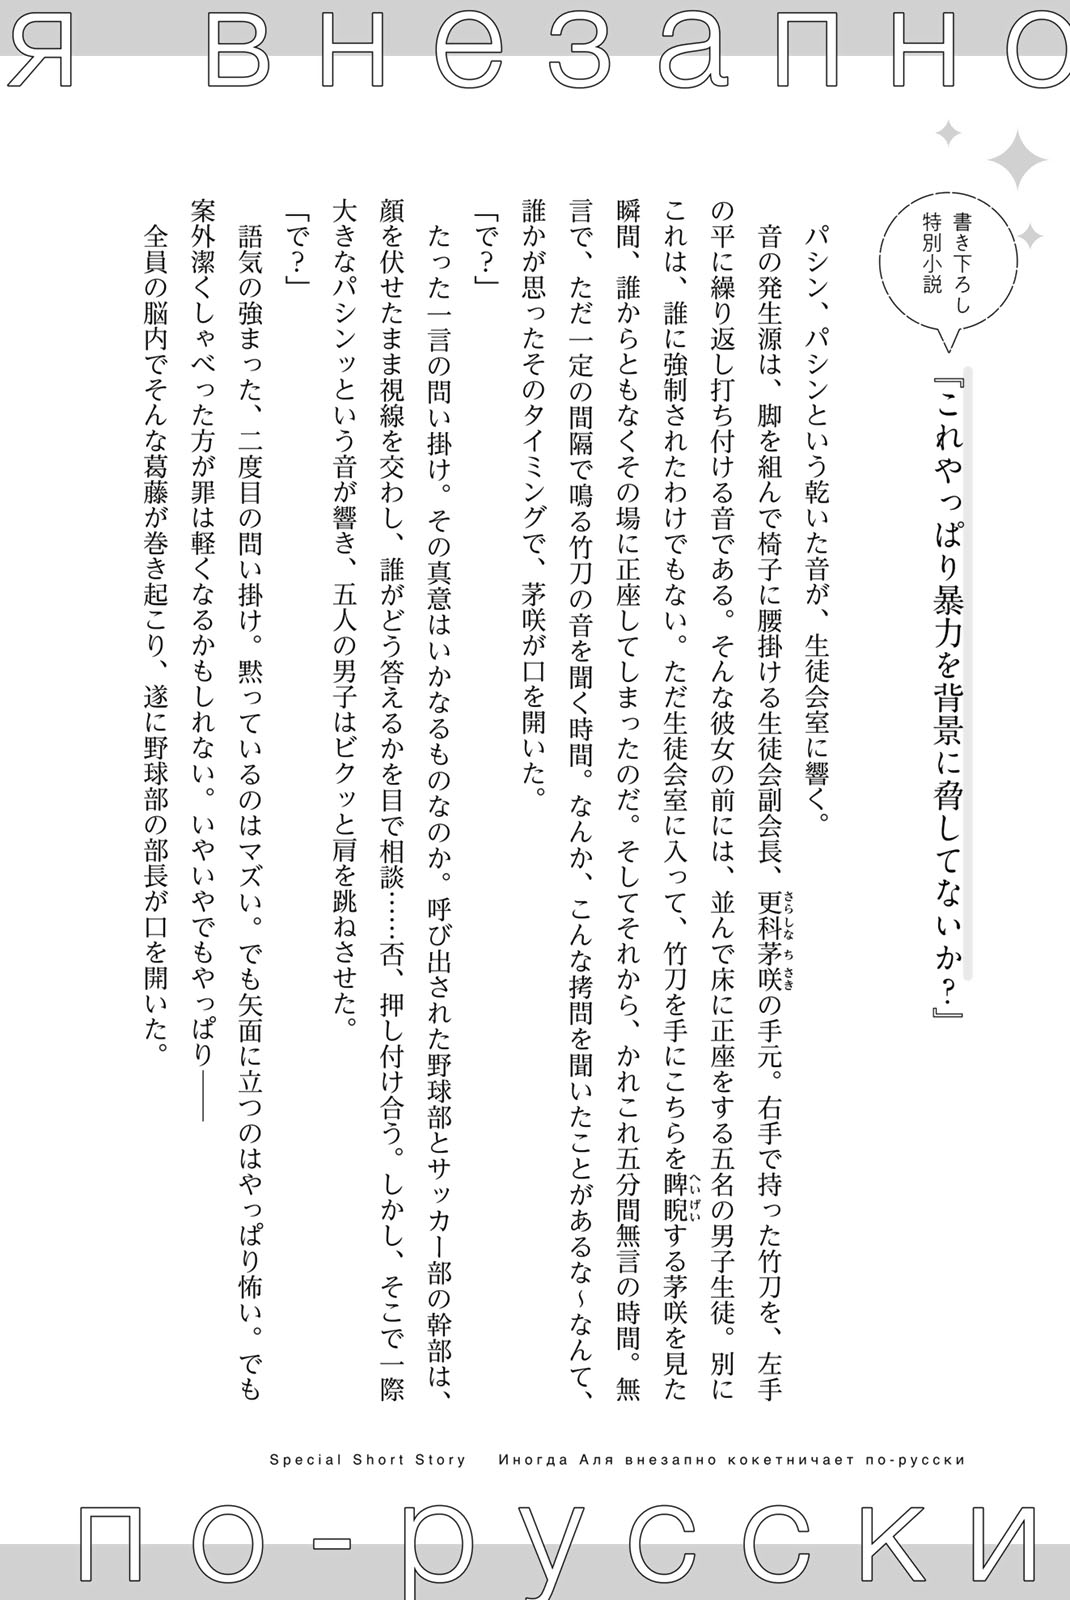 я внезапно
書き下ろし
特別小説
『これやっぱり暴力を背景に脅してないか？』
パシン、パシンという乾いた音が、生徒会室に響く。
音の発生源は、脚を組んで椅子に腰掛ける生徒会副会長、更科茅咲の手元。右手で持った竹刀を、左手
さらしな ち さき
の平に繰り返し打ち付ける音である。そんな彼女の前には、並んで床に正座をする五名の男子生徒。別に
これは、誰に強制されたわけでもない。ただ生徒会室に入って、竹刀を手にこちらを睥睨する茅咲を見た
へいげい
瞬間、誰からともなくその場に正座してしまったのだ。そしてそれから、かれこれ五分間無言の時間。無
言で、ただ一定の間隔で鳴る竹刀の音を聞く時間。なんか、こんな拷問を聞いたことがあるな～なんて、
誰かが思ったそのタイミングで、茅咲が口を開いた。
「で？」
たった一言の問い掛け。その真意はいかなるものなのか。呼び出された野球部とサッカー部の幹部は、
顔を伏せたまま視線を交わし、誰がどう答えるかを目で相談……否、押し付け合う。しかし、そこで一際
大きなパシンッという音が響き、五人の男子はビクッと肩を跳ねさせた。
「で？」
語気の強まった、二度目の問い掛け。黙っているのはマズい。でも矢面に立つのはやっぱり怖い。でも
案外潔くしゃべった方が罪は軽くなるかもしれない。いやいやでもやっぱり――
全員の脳内でそんな葛藤が巻き起こり、遂に野球部の部長が口を開いた。
Special Short Story Иногда Аля внезапно кокетничает по-русски
по-русски